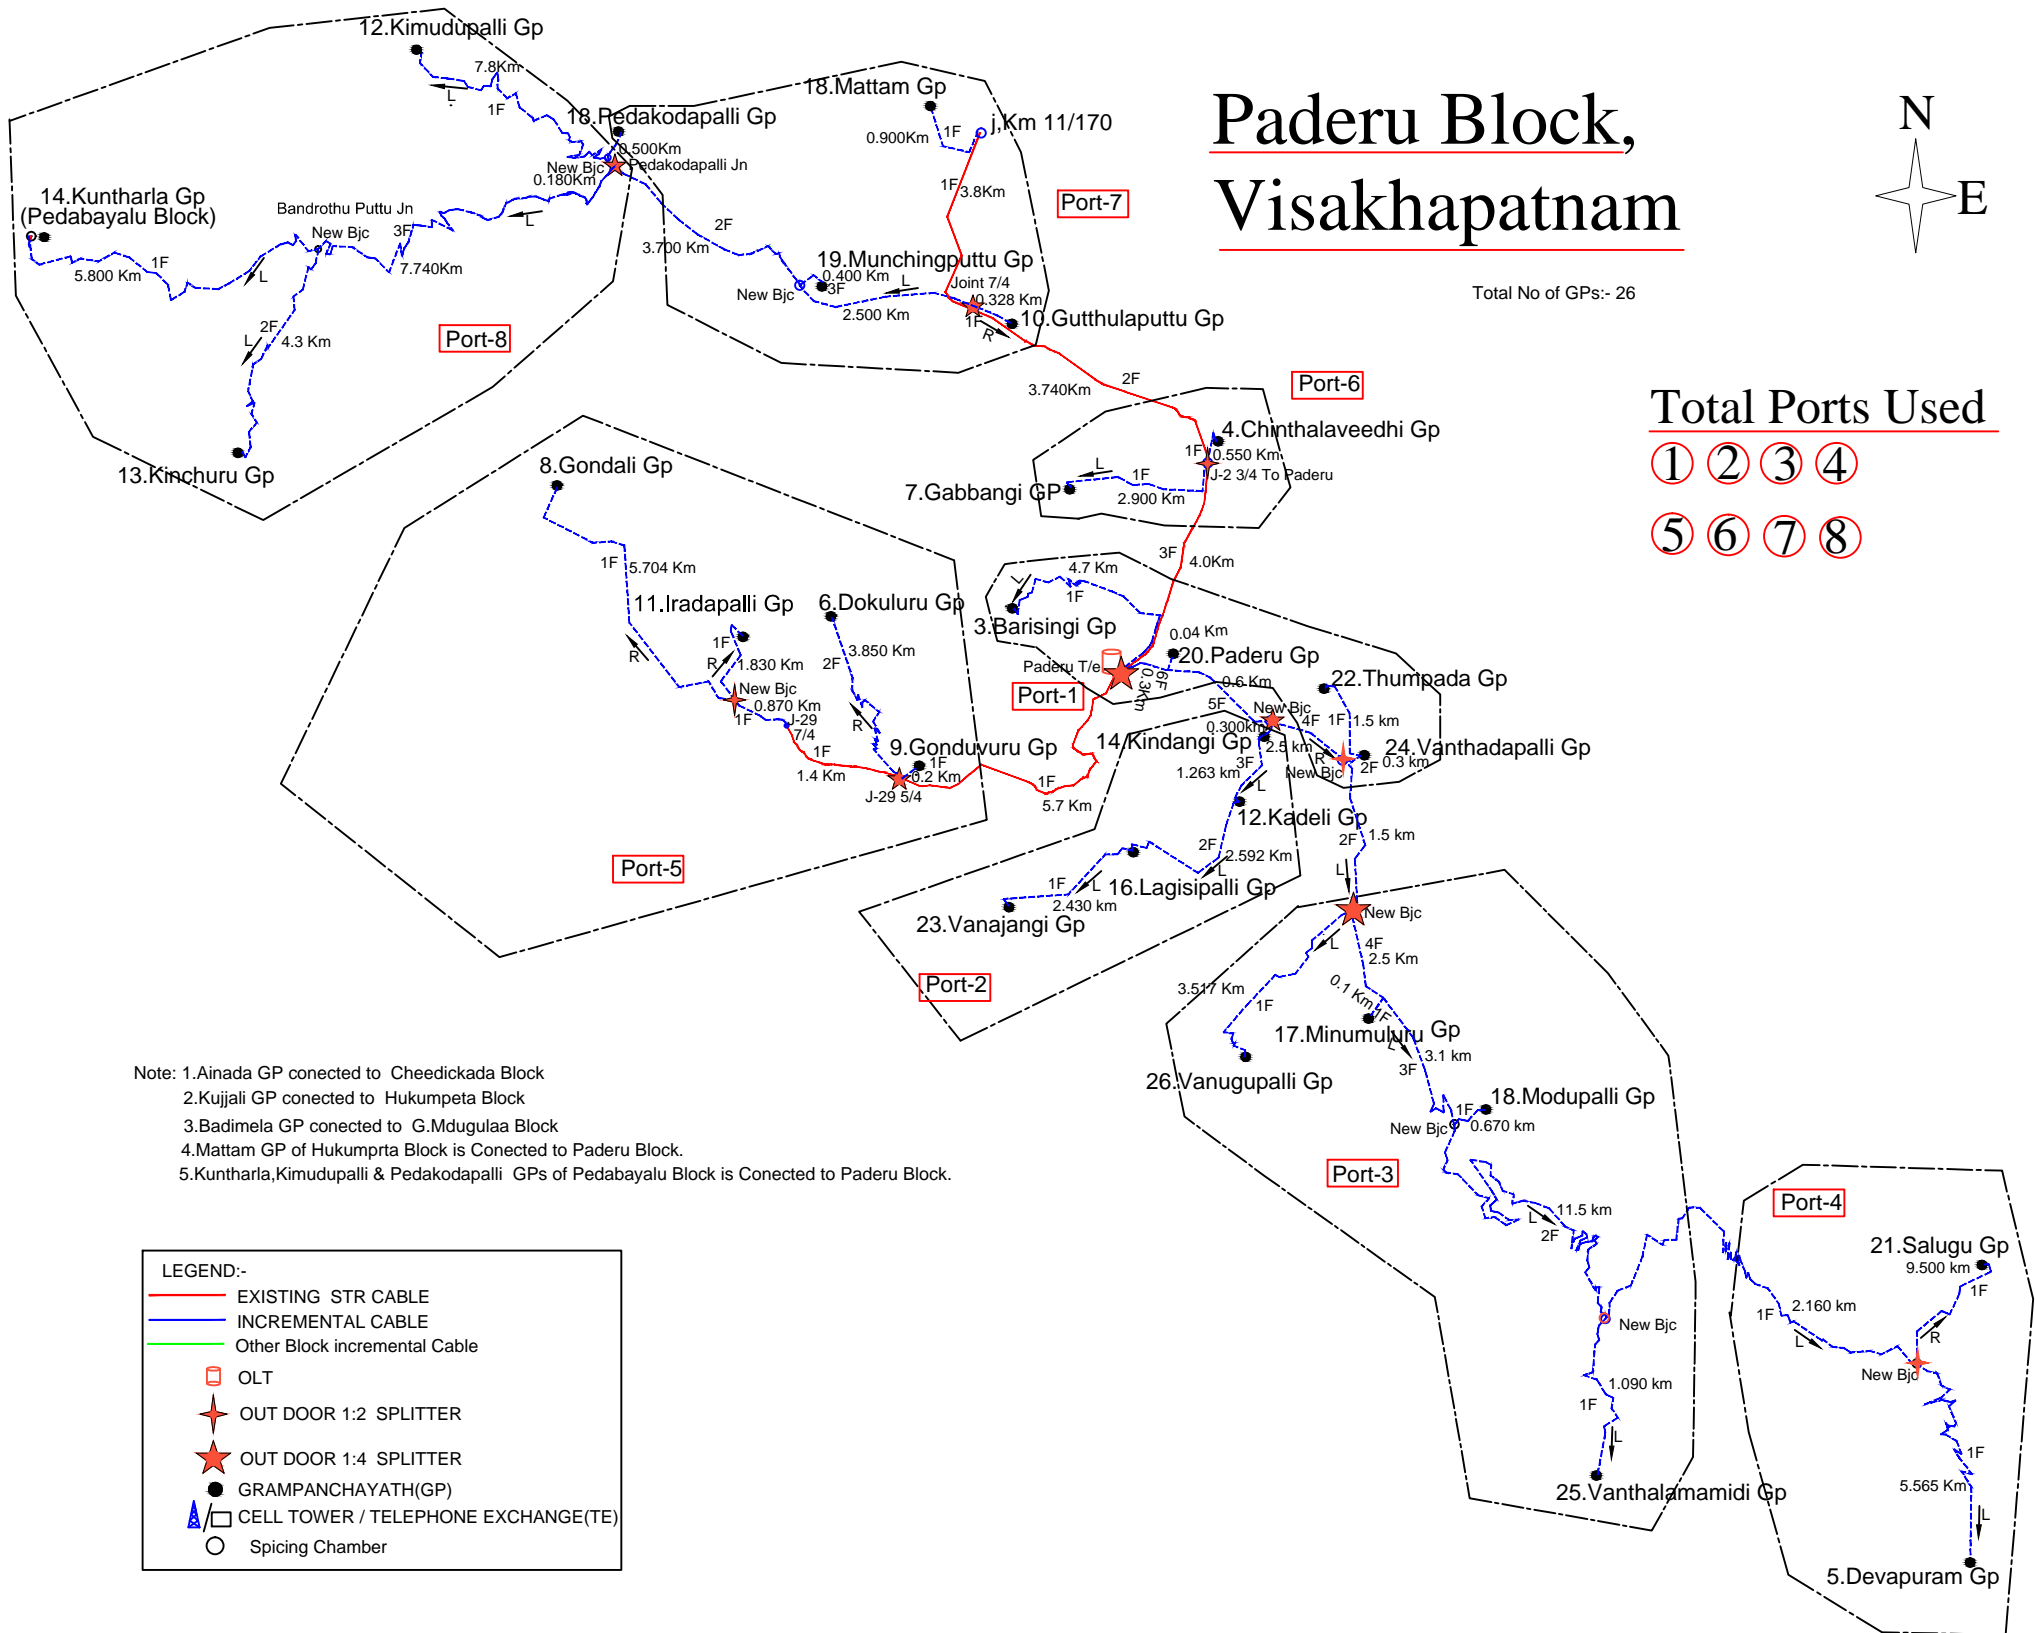 Paderu Block,
Visakhapatnam
N
E
Total No of GPs:- 26
Total Ports Used
1 2 3 4
5 6 7 8
12.Kimudupalli Gp
7.8Km
L
1F
18.Pedakodapalli Gp
0.500Km
New Bjc
Pedakodapalli Jn
0.180Km
14.Kuntharla Gp
(Pedabayalu Block)
Bandrothu Puttu Jn
New Bjc
3F
L
7.740Km
1F
5.800 Km
L
2F
4.3 Km
L
Port-8
13.Kinchuru Gp
18.Mattam Gp
j,Km 11/170
1F
0.900Km
1F
3.8Km
Port-7
2F
3.700 Km
19.Munchingputtu Gp
0.400 Km
3F
New Bjc
L
2.500 Km
Joint 7/4
0.328 Km
1F
R
10.Gutthulaputtu Gp
3.740Km
2F
Port-6
4.Chinthalaveedhi Gp
1F
0.550 Km
J-2 3/4 To Paderu
L
1F
7.Gabbangi GP
2.900 Km
3F
4.0Km
8.Gondali Gp
1F
5.704 Km
11.Iradapalli Gp
1F
R
R
1.830 Km
New Bjc
0.870 Km
1F
J-29
7/4
6.Dokuluru Gp
3.850 Km
2F
R
1F
1.4 Km
9.Gonduvuru Gp
1F
0.2 Km
J-29 5/4
1F
5.7 Km
Port-5
4.7 Km
L
1F
3.Barisingi Gp
0.04 Km
Paderu T/e
20.Paderu Gp
6F
0.3Km
0.6 Km
Port-1
5F
22.Thumpada Gp
New Bjc
4F
1F
1.5 km
0.300km
14.Kindangi Gp
2.5 km
R
24.Vanthadapalli Gp
New Bjc
2F
0.3 km
3F
1.263 km
L
12.Kadeli Gp
2F
1.5 km
2F
2.592 Km
L
1F
L
16.Lagisipalli Gp
2.430 km
23.Vanajangi Gp
Port-2
L
New Bjc
L
4F
2.5 Km
3.517 Km
1F
0.1 Km
1F
17.Minumuluru Gp
L
3.1 km
3F
26.Vanugupalli Gp
18.Modupalli Gp
1F
New Bjc
0.670 km
Port-3
11.5 km
L
2F
New Bjc
1.090 km
1F
L
25.Vanthalamamidi Gp
Port-4
21.Salugu Gp
9.500 km
1F
2.160 km
1F
L
R
New Bjc
1F
5.565 Km
L
5.Devapuram Gp
Note: 1.Ainada GP conected to Cheedickada Block
2.Kujjali GP conected to Hukumpeta Block
3.Badimela GP conected to G.Mdugulaa Block
4.Mattam GP of Hukumprta Block is Conected to Paderu Block.
5.Kuntharla,Kimudupalli & Pedakodapalli GPs of Pedabayalu Block is Conected to Paderu Block.
LEGEND:-
EXISTING STR CABLE
INCREMENTAL CABLE
Other Block incremental Cable
OLT
OUT DOOR 1:2 SPLITTER
OUT DOOR 1:4 SPLITTER
GRAMPANCHAYATH(GP)
CELL TOWER / TELEPHONE EXCHANGE(TE)
Spicing Chamber